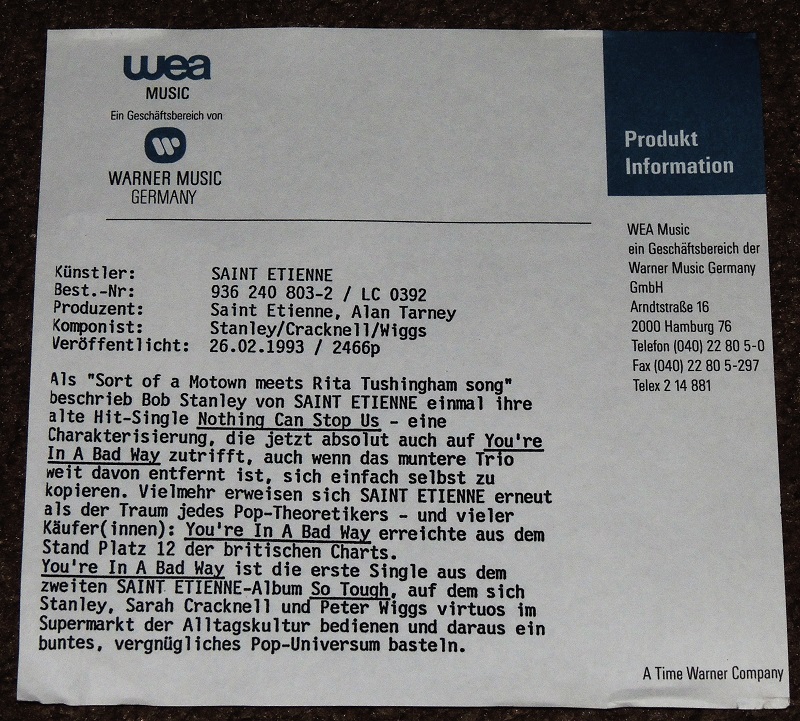 wea
MUSIC
Ein Geschäftsbereich von
WARNER MUSIC
GERMANY
Produkt
Information
WEA Music
ein Geschäftsbereich der
Warner Music Germany
GmbH
Arndtstraße 16
2000 Hamburg 76
Telefon (040) 22 80 5-0
Fax (040) 22 80 5-297
Telex 2 14 881
Künstler: SAINT ETIENNE
Best.-Nr: 936 240 803-2 / LC 0392
Produzent: Saint Etienne, Alan Tarney
Komponist: Stanley/Cracknell/Wiggs
Veröffentlicht: 26.02.1993 / 2466p
Als "Sort of a Motown meets Rita Tushingham song"
beschrieb Bob Stanley von SAINT ETIENNE einmal ihre
alte Hit-Single Nothing Can Stop Us - eine
Charakterisierung, die jetzt absolut auch auf You're
In A Bad Way zutrifft, auch wenn das muntere Trio
weit davon entfernt ist, sich einfach selbst zu
kopieren. Vielmehr erweisen sich SAINT ETIENNE erneut
als der Traum jedes Pop-Theoretikers - und vieler
Käufer(innen): You're In A Bad Way erreichte aus dem
Stand Platz 12 der britischen Charts.
You're In A Bad Way ist die erste Single aus dem
zweiten SAINT ETIENNE-Album So Tough, auf dem sich
Stanley, Sarah Cracknell und Peter Wiggs virtuos im
Supermarkt der Alltagskultur bedienen und daraus ein
buntes, vergnügliches Pop-Universum basteln.
A Time Warner Company